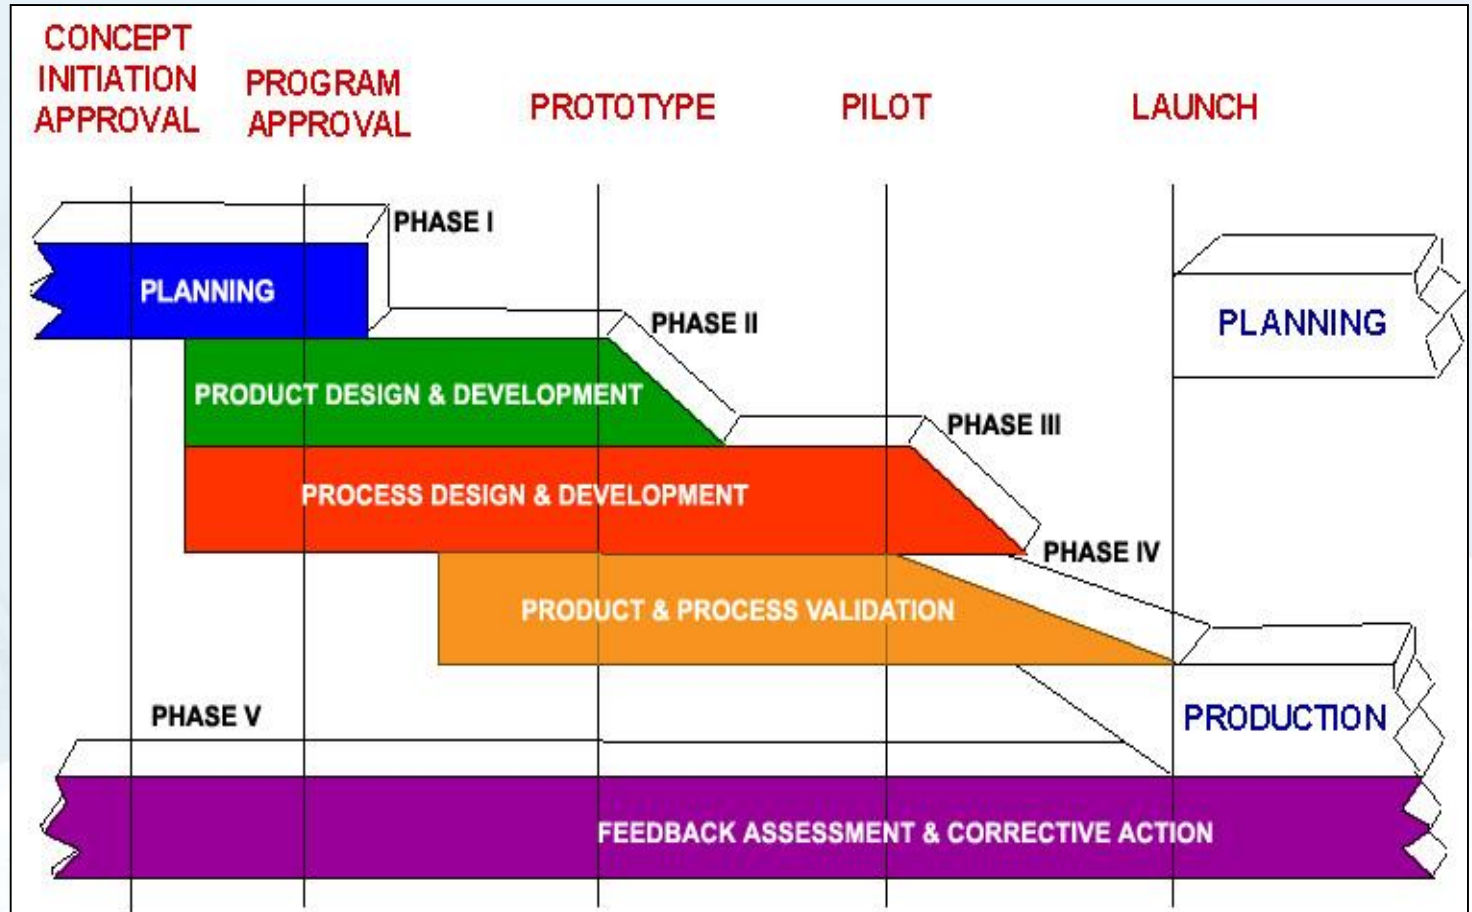 CONCEPT
INITIATION
APPROVAL
PROGRAM
APPROVAL
PROTOTYPE
PILOT
LAUNCH
PHASE I
PLANNING
PHASE II
PLANNING
PRODUCT DESIGN & DEVELOPMENT
PHASE III
PROCESS DESIGN & DEVELOPMENT
PHASE IV
PRODUCT & PROCESS VALIDATION
PHASE V
PRODUCTION
FEEDBACK ASSESSMENT & CORRECTIVE ACTION